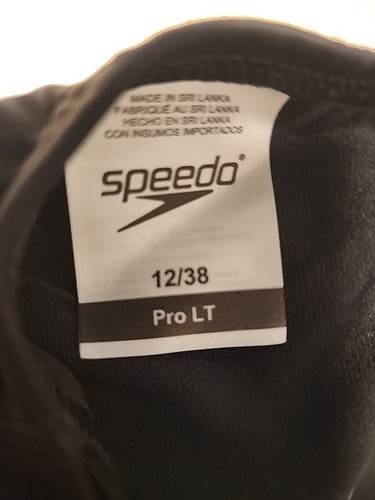 MADE IN SRI LANKA
FABRIQUÉ AU SRI LANKA
HECHO EN SRI LANKA
CON INSUMOS IMPORTADOS
speedo®
12/38
Pro LT